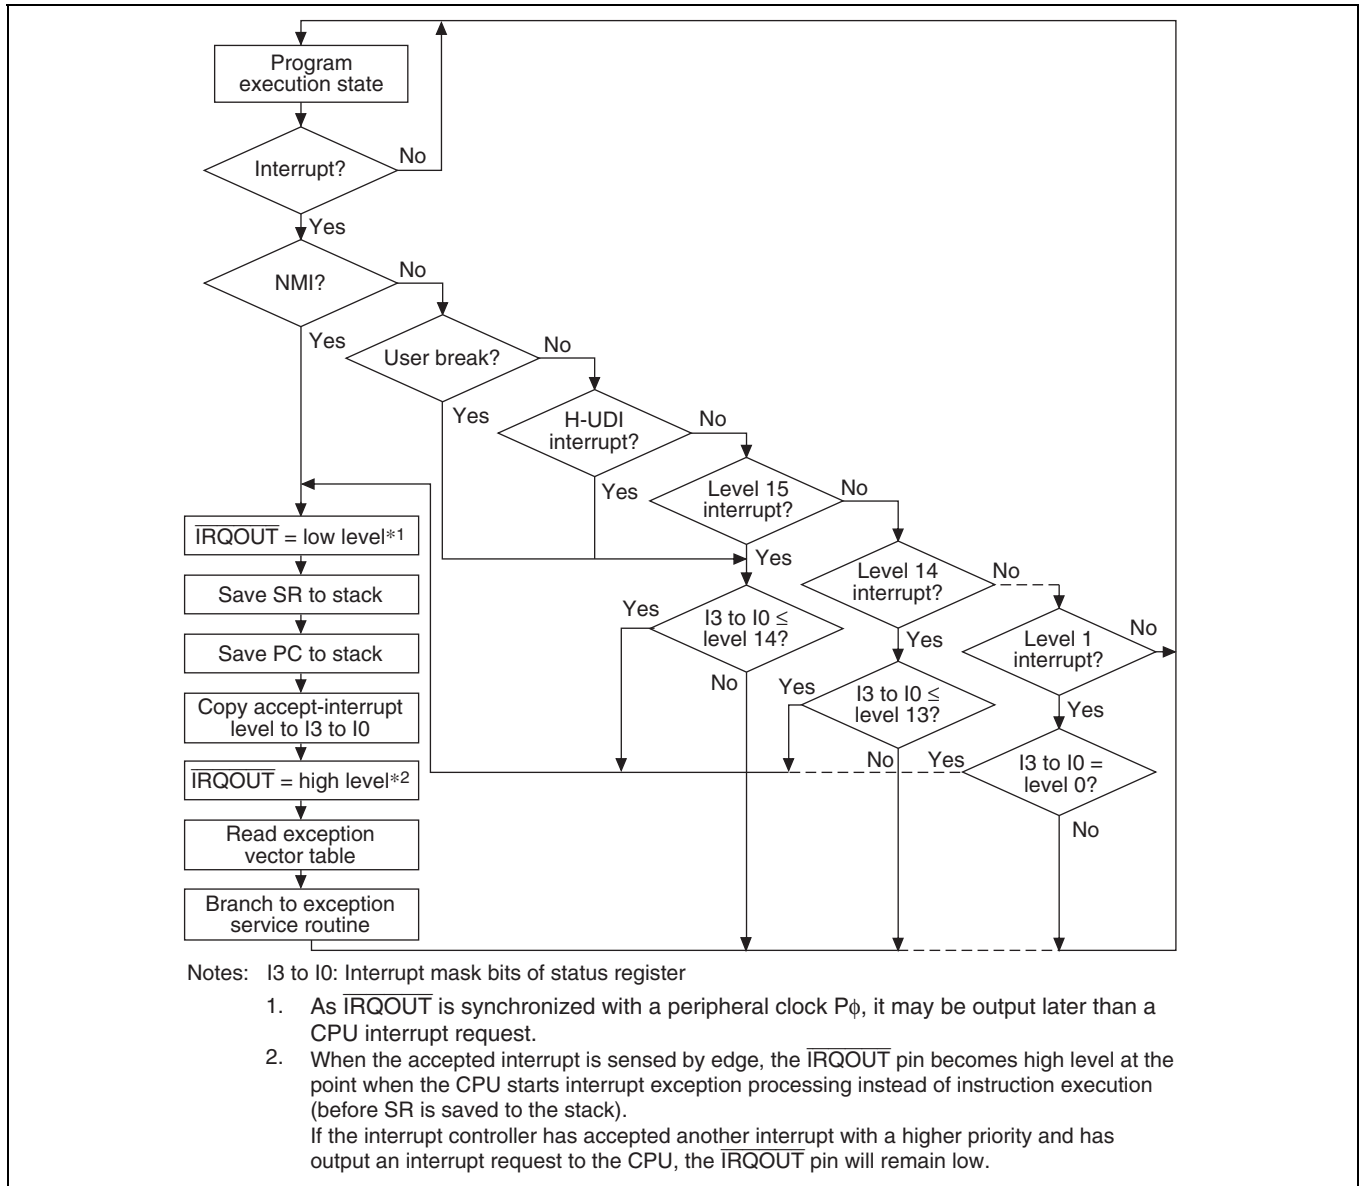 Program
execution state
Interrupt?
No
Yes
NMI?
No
Yes
User break?
No
Yes
H-UDI
interrupt?
No
Yes
Level 15
interrupt?
No
Yes
Level 14
interrupt?
No
Yes
Level 1
interrupt?
No
Yes
I3 to I0 ≤
level 14?
Yes
No
I3 to I0 ≤
level 13?
Yes
No
I3 to I0 =
level 0?
Yes
No
IRQOUT = low level*1
Save SR to stack
Save PC to stack
Copy accept-interrupt
level to I3 to I0
IRQOUT = high level*2
Read exception
vector table
Branch to exception
service routine
Notes: I3 to I0: Interrupt mask bits of status register
1. As IRQOUT is synchronized with a peripheral clock Pϕ, it may be output later than a
CPU interrupt request.
2. When the accepted interrupt is sensed by edge, the IRQOUT pin becomes high level at the
point when the CPU starts interrupt exception processing instead of instruction execution
(before SR is saved to the stack).
If the interrupt controller has accepted another interrupt with a higher priority and has
output an interrupt request to the CPU, the IRQOUT pin will remain low.